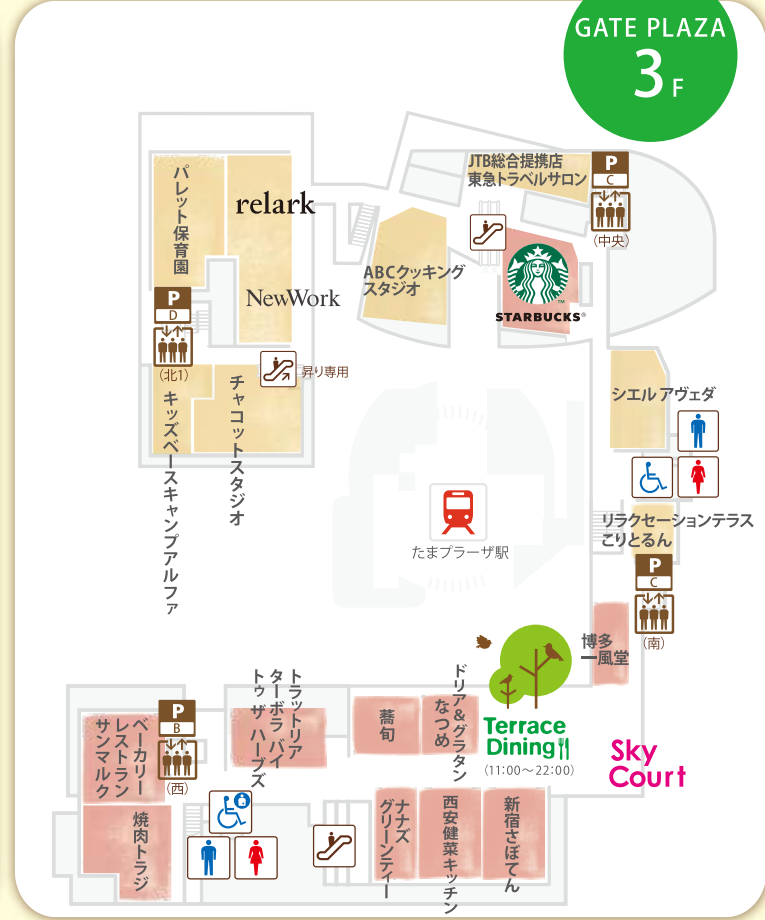 GATE PLAZA
3F
JTB総合提携店
東急トラベルサロン
P
C
(中央)
パレット保育園
relark
NewWork
ABCクッキング
スタジオ
STARBUCKS®
TM
P
D
(北1)
昇り専用
チャコットスタジオ
キッズベースキャンプアルファ
シエル アヴェダ
たまプラーザ駅
リラクセーションテラス
こりとるん
P
C
(南)
博多
一風堂
トラットリア
ターボラ バイ
トゥ ザ ハーブズ
蕎旬
ドリア&グラタン
なつめ
Terrace
Dining
(11:00〜22:00)
Sky
Court
P
B
(西)
ベーカリー
レストラン
サンマルク
焼肉トラジ
ナナズ
グリーンティー
西安健菜キッチン
新宿さぼてん